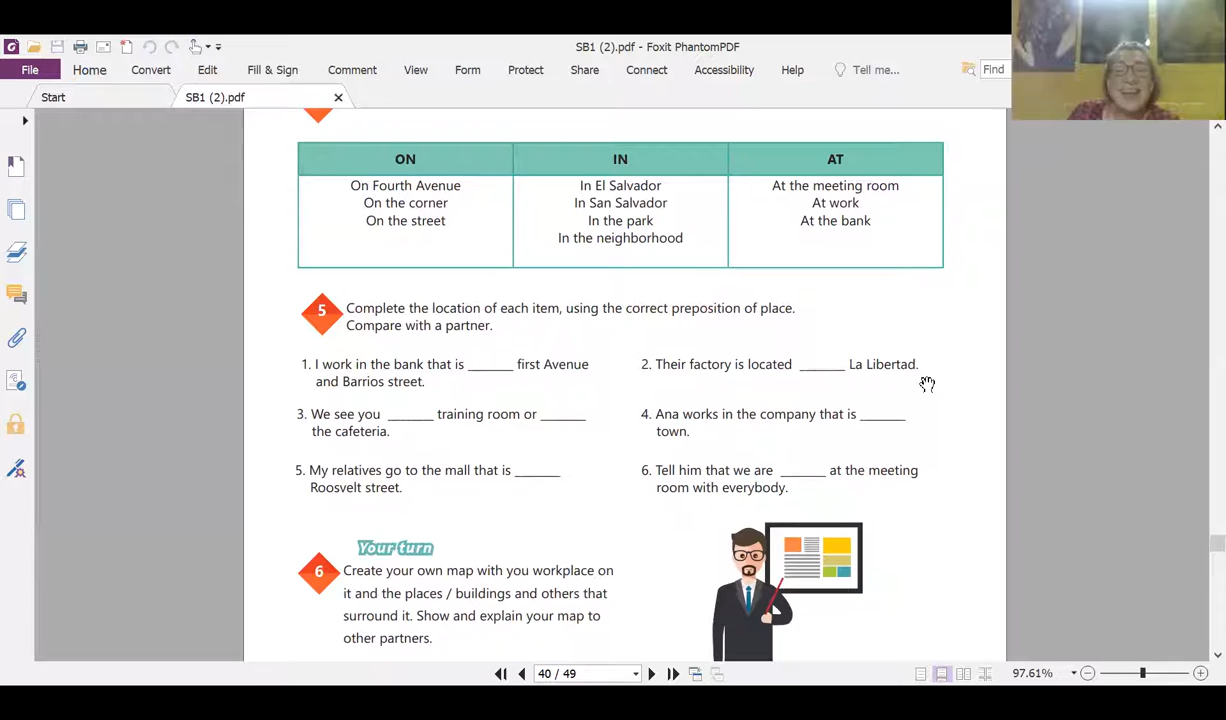 SB1 (2).pdf - Foxit PhantomPDF
File Home Convert Edit Fill & Sign Comment View Form Protect Share Connect Accessibility Help Tell me... Find
Start SB1 (2).pdf
ON IN AT
On Fourth Avenue In El Salvador At the meeting room
On the corner In San Salvador At work
On the street In the park At the bank
In the neighborhood
5 Complete the location of each item, using the correct preposition of place.
Compare with a partner.
1. I work in the bank that is ______ first Avenue
and Barrios street.
2. Their factory is located ______ La Libertad.
3. We see you ______ training room or ______
the cafeteria.
4. Ana works in the company that is ______
town.
5. My relatives go to the mall that is ______
Roosvelt street.
6. Tell him that we are ______ at the meeting
room with everybody.
Your turn
6 Create your own map with you workplace on
it and the places / buildings and others that
surround it. Show and explain your map to
other partners.
40 / 49 97.61%